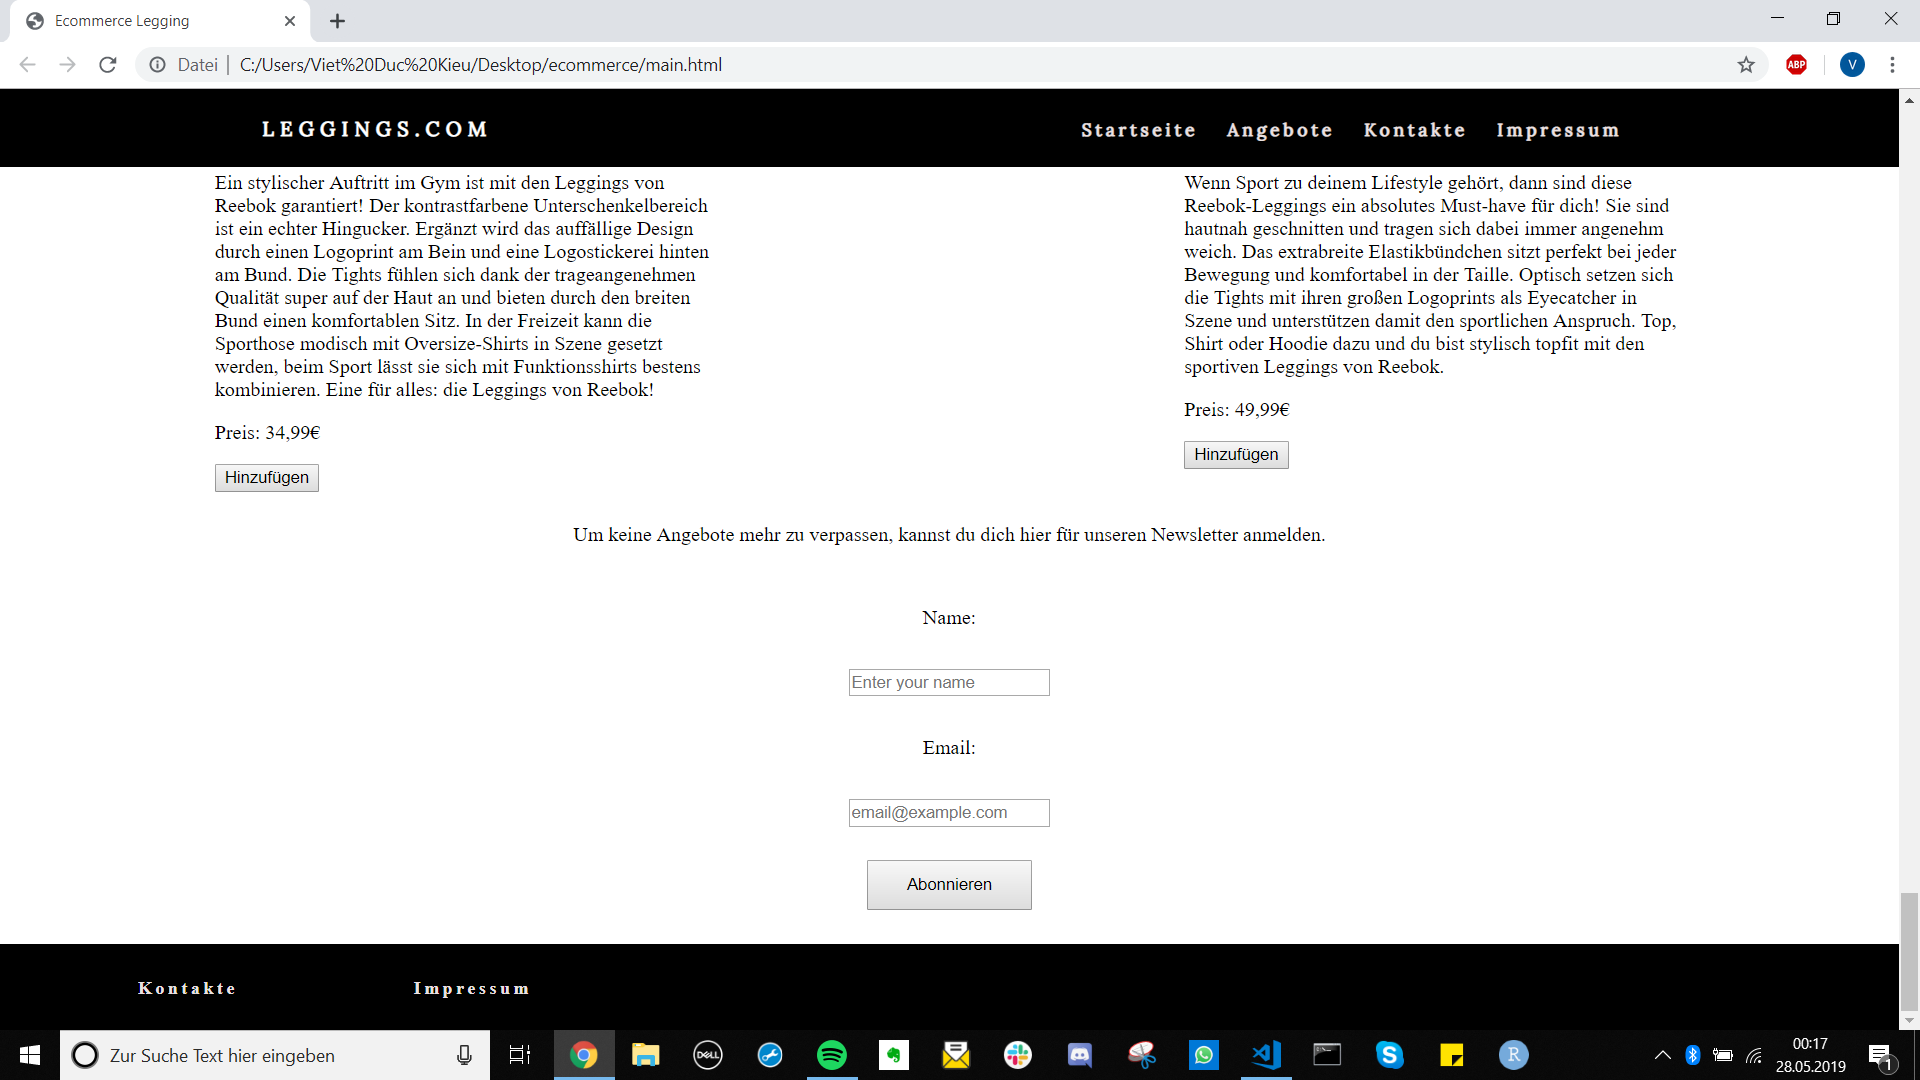 Ecommerce Legging
Datei | C:/Users/Viet%20Duc%20Kieu/Desktop/ecommerce/main.html
ABP
V
LEGGINGS.COM
Startseite Angebote Kontakte Impressum
Ein stylischer Auftritt im Gym ist mit den Leggings von
Reebok garantiert! Der kontrastfarbene Unterschenkelbereich
ist ein echter Hingucker. Ergänzt wird das auffällige Design
durch einen Logoprint am Bein und eine Logostickerei hinten
am Bund. Die Tights fühlen sich dank der trageangenehmen
Qualität super auf der Haut an und bieten durch den breiten
Bund einen komfortablen Sitz. In der Freizeit kann die
Sporthose modisch mit Oversize-Shirts in Szene gesetzt
werden, beim Sport lässt sie sich mit Funktionsshirts bestens
kombinieren. Eine für alles: die Leggings von Reebok!
Preis: 34,99€
Hinzufügen
Wenn Sport zu deinem Lifestyle gehört, dann sind diese
Reebok-Leggings ein absolutes Must-have für dich! Sie sind
hautnah geschnitten und tragen sich dabei immer angenehm
weich. Das extrabreite Elastikbündchen sitzt perfekt bei jeder
Bewegung und komfortabel in der Taille. Optisch setzen sich
die Tights mit ihren großen Logoprints als Eyecatcher in
Szene und unterstützen damit den sportlichen Anspruch. Top,
Shirt oder Hoodie dazu und du bist stylisch topfit mit den
sportiven Leggings von Reebok.
Preis: 49,99€
Hinzufügen
Um keine Angebote mehr zu verpassen, kannst du dich hier für unseren Newsletter anmelden.
Name:
Enter your name
Email:
email@example.com
Abonnieren
Kontakte Impressum
Zur Suche Text hier eingeben
DELL
R
00:17
28.05.2019
1